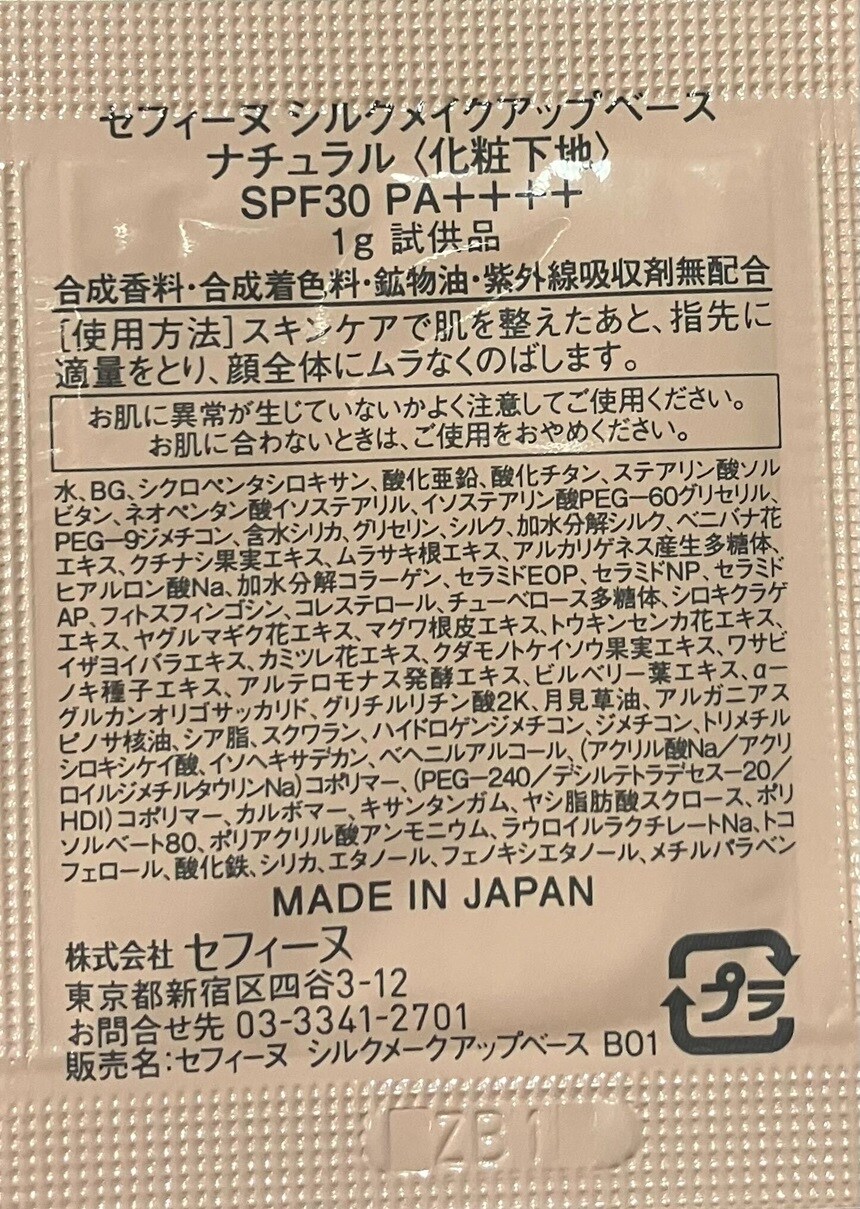 セフィーヌ シルクメイクアップベース
ナチュラル〈化粧下地〉
SPF30 PA++++
1g 試供品
合成香料・合成着色料・鉱物油・紫外線吸収剤無配合
[使用方法]スキンケアで肌を整えたあと、指先に
適量をとり、顔全体にムラなくのばします。
お肌に異常が生じていないかよく注意してご使用ください。
お肌に合わないときは、ご使用をおやめください。
水、BG、シクロペンタシロキサン、酸化亜鉛、酸化チタン、ステアリン酸ソル
ビタン、ネオペンタン酸イソステアリル、イソステアリン酸PEG-60グリセリル、
PEG-9ジメチコン、含水シリカ、グリセリン、シルク、加水分解シルク、ベニバナ花
エキス、クチナシ果実エキス、ムラサキ根エキス、アルカリゲネス産生多糖体、
ヒアルロン酸Na、加水分解コラーゲン、セラミドEOP、セラミドNP、セラミド
AP、フィトスフィンゴシン、コレステロール、チューベロース多糖体、シロキクラゲ
エキス、ヤグルマギク花エキス、マグワ根皮エキス、トウキンセンカ花エキス、
イザヨイバラエキス、カミツレ花エキス、クダモノトケイソウ果実エキス、ワサビ
ノキ種子エキス、アルテロモナス発酵エキス、ビルベリー葉エキス、α-
グルカンオリゴサッカリド、グリチルリチン酸2K、月見草油、アルガニアス
ピノサ核油、シア脂、スクワラン、ハイドロゲンジメチコン、ジメチコン、トリメチル
シロキシケイ酸、イソヘキサデカン、ベヘニルアルコール、(アクリル酸Na/アクリ
ロイルジメチルタウリンNa)コポリマー、(PEG-240/デシルテトラデセス-20/
HDI)コポリマー、カルボマー、キサンタンガム、ヤシ脂肪酸スクロース、ポリ
ソルベート80、ポリアクリル酸アンモニウム、ラウロイルラクチレートNa、トコ
フェロール、酸化鉄、シリカ、エタノール、フェノキシエタノール、メチルパラベン
MADE IN JAPAN
株式会社 セフィーヌ
東京都新宿区四谷3-12
お問合せ先 03-3341-2701
販売名:セフィーヌ シルクメークアップベース B01
プラ
ZB1